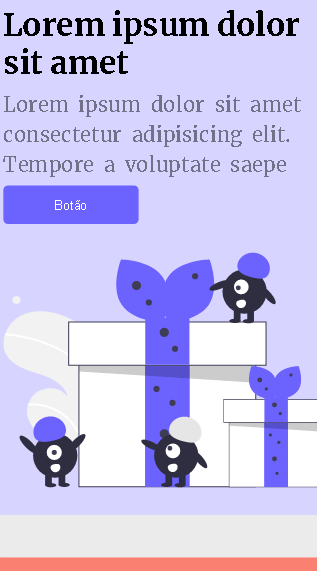 Lorem ipsum dolor
sit amet
Lorem ipsum dolor sit amet
consectetur adipisicing elit.
Tempore a voluptate saepe
Botão